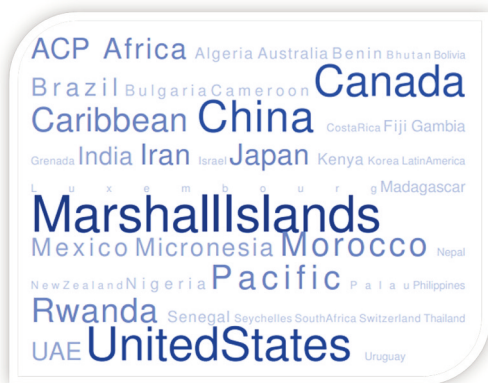 ACP Africa Algeria Australia Benin Bhutan Bolivia
Brazil Bulgaria Cameroon Canada
Caribbean China CostaRica Fiji Gambia
Grenada India Iran Israel Japan Kenya Korea LatinAmerica
Luxembourg Madagascar
MarshallIslands
Mexico Micronesia Morocco Nepal
NewZealand Nigeria Pacific Palau Philippines
Rwanda Senegal Seychelles SouthAfrica Switzerland Thailand
UAE UnitedStates Uruguay